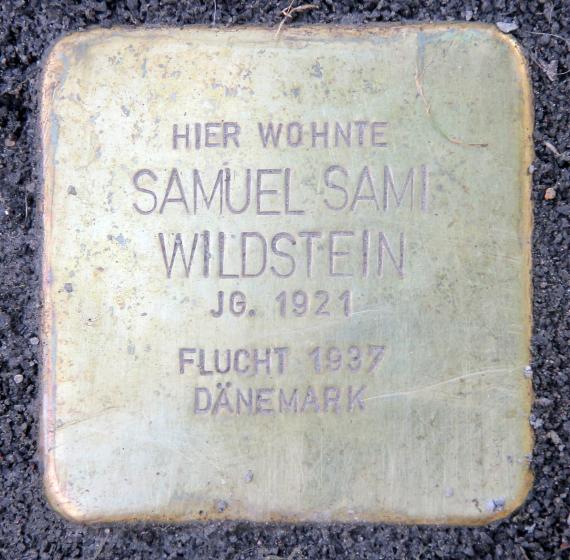 HIER WOHNTE
SAMUEL SAMI
WILDSTEIN
JG. 1921
FLUCHT 1937
DÄNEMARK